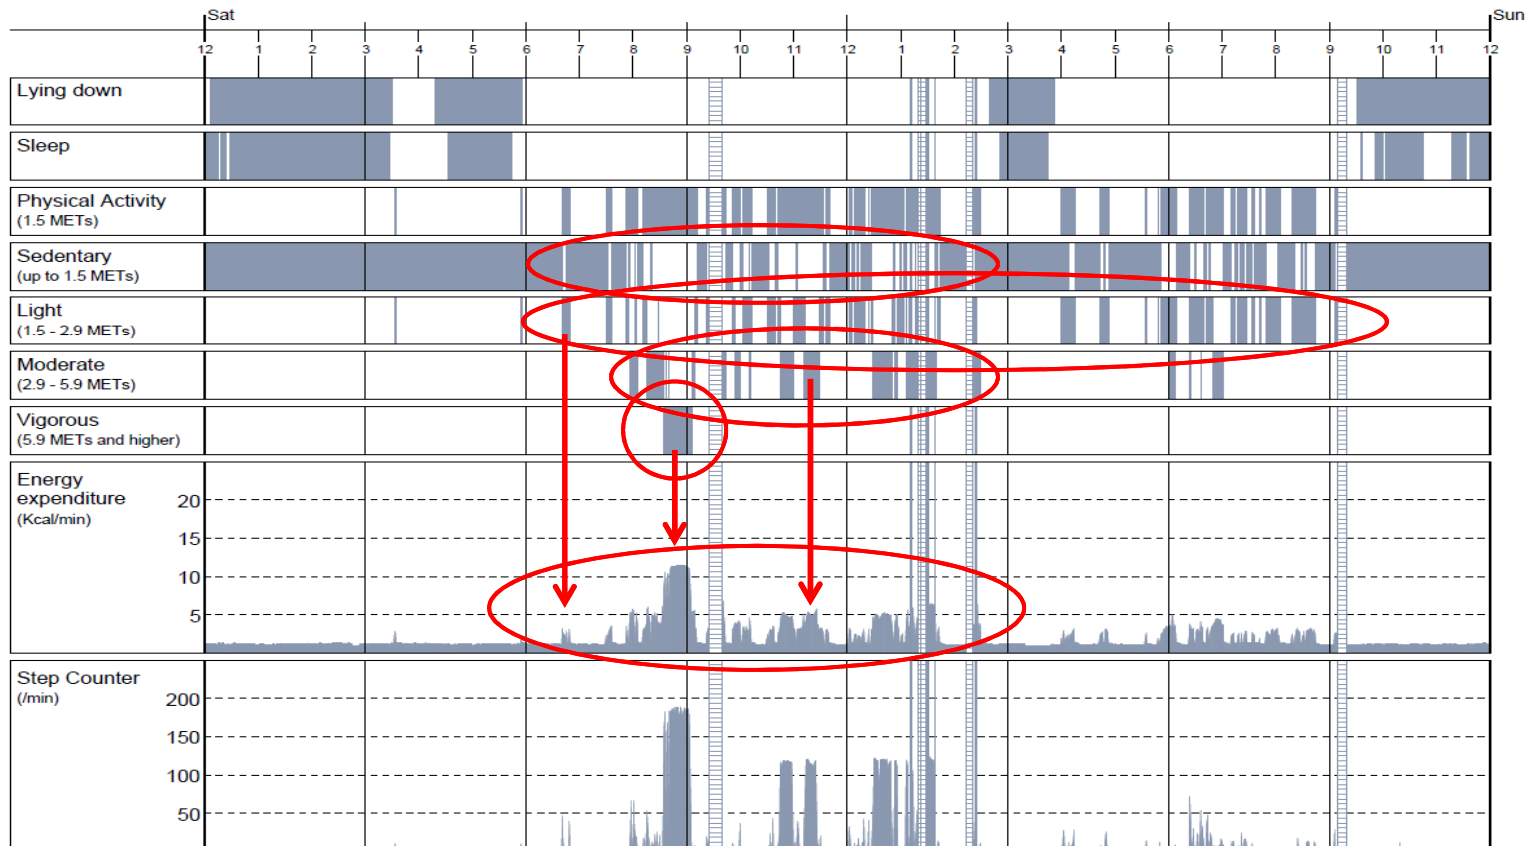 Sat Sun
12 1 2 3 4 5 6 7 8 9 10 11 12 1 2 3 4 5 6 7 8 9 10 11 12
Lying down
Sleep
Physical Activity
(1.5 METs)
Sedentary
(up to 1.5 METs)
Light
(1.5 - 2.9 METs)
Moderate
(2.9 - 5.9 METs)
Vigorous
(5.9 METs and higher)
Energy
expenditure 20
(Kcal/min)
15
10
5
Step Counter
(/min) 200
150
100
50